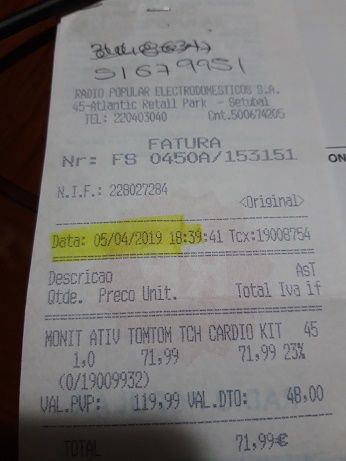 51679951
RADIO POPULAR ELECTRODOMESTICOS S.A.
45-Atlantic Retail Park - Setubal
TEL: 220403040 Cnt.500674205
FATURA
Nr: FS 0450A/153151
N.I.F.: 228027284
<Original>
Data: 05/04/2019 18:39:41 Tcx:19008754
Descricao AsT
Qtde. Preco Unit. Total Iva if
MONIT ATIV TOMTOM TCH CARDIO KIT 45
1,0 71,99 71,99 23%
(0/19009932)
VAL.PVP: 119,99 VAL.DTO: 48,00
TOTAL 71,99€
ON